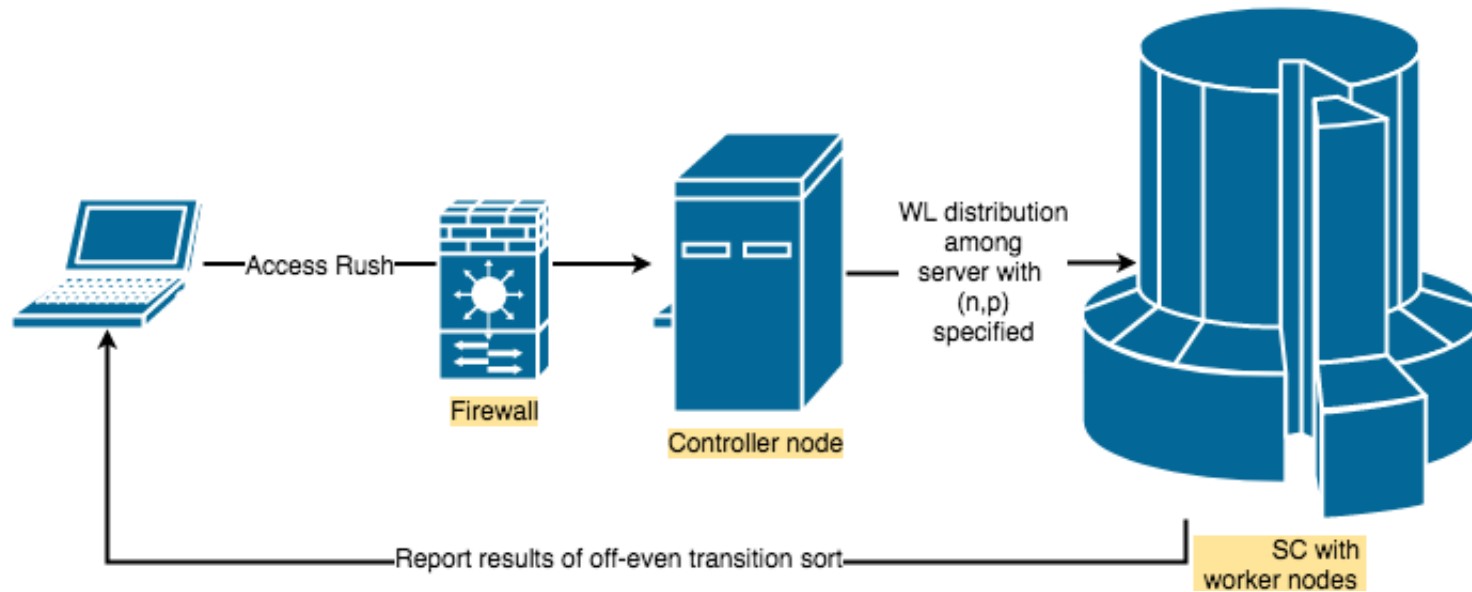 Access Rush
Firewall
Controller node
WL distribution
among
server with
(n,p)
specified
SC with
worker nodes
Report results of off-even transition sort